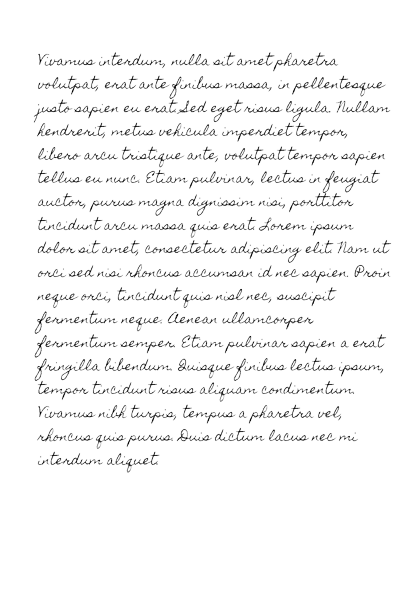 Vivamus interdum, nulla sit amet pharetra
volutpat, erat ante finibus massa, in pellentesque
justo sapien eu erat. Sed eget risus ligula. Nullam
hendrerit, metus vehicula imperdiet tempor,
libero arcu tristique ante, volutpat tempor sapien
tellus eu nunc. Etiam pulvinar, lectus in feugiat
auctor, purus magna dignissim nisi, porttitor
tincidunt arcu massa quis erat. Lorem ipsum
dolor sit amet, consectetur adipiscing elit. Nam ut
orci sed nisi rhoncus accumsan id nec sapien. Proin
neque orci, tincidunt quis nisl nec, suscipit
fermentum neque. Aenean ullamcorper
fermentum semper. Etiam pulvinar sapien a erat
fringilla bibendum. Quisque finibus lectus ipsum,
tempor tincidunt risus aliquam condimentum.
Vivamus nibh turpis, tempus a pharetra vel,
rhoncus quis purus. Duis dictum lacus nec mi
interdum aliquet.